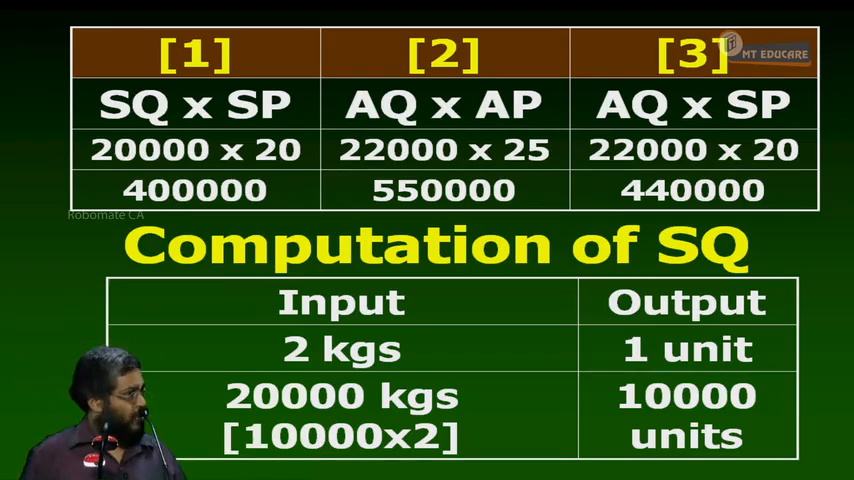 [1] [2] [3]
MT EDUCARE
SQ x SP AQ x AP AQ x SP
20000 x 20 22000 x 25 22000 x 20
400000 550000 440000
Robomate CA
Computation of SQ
Input Output
2 kgs 1 unit
20000 kgs 10000
[10000x2] units